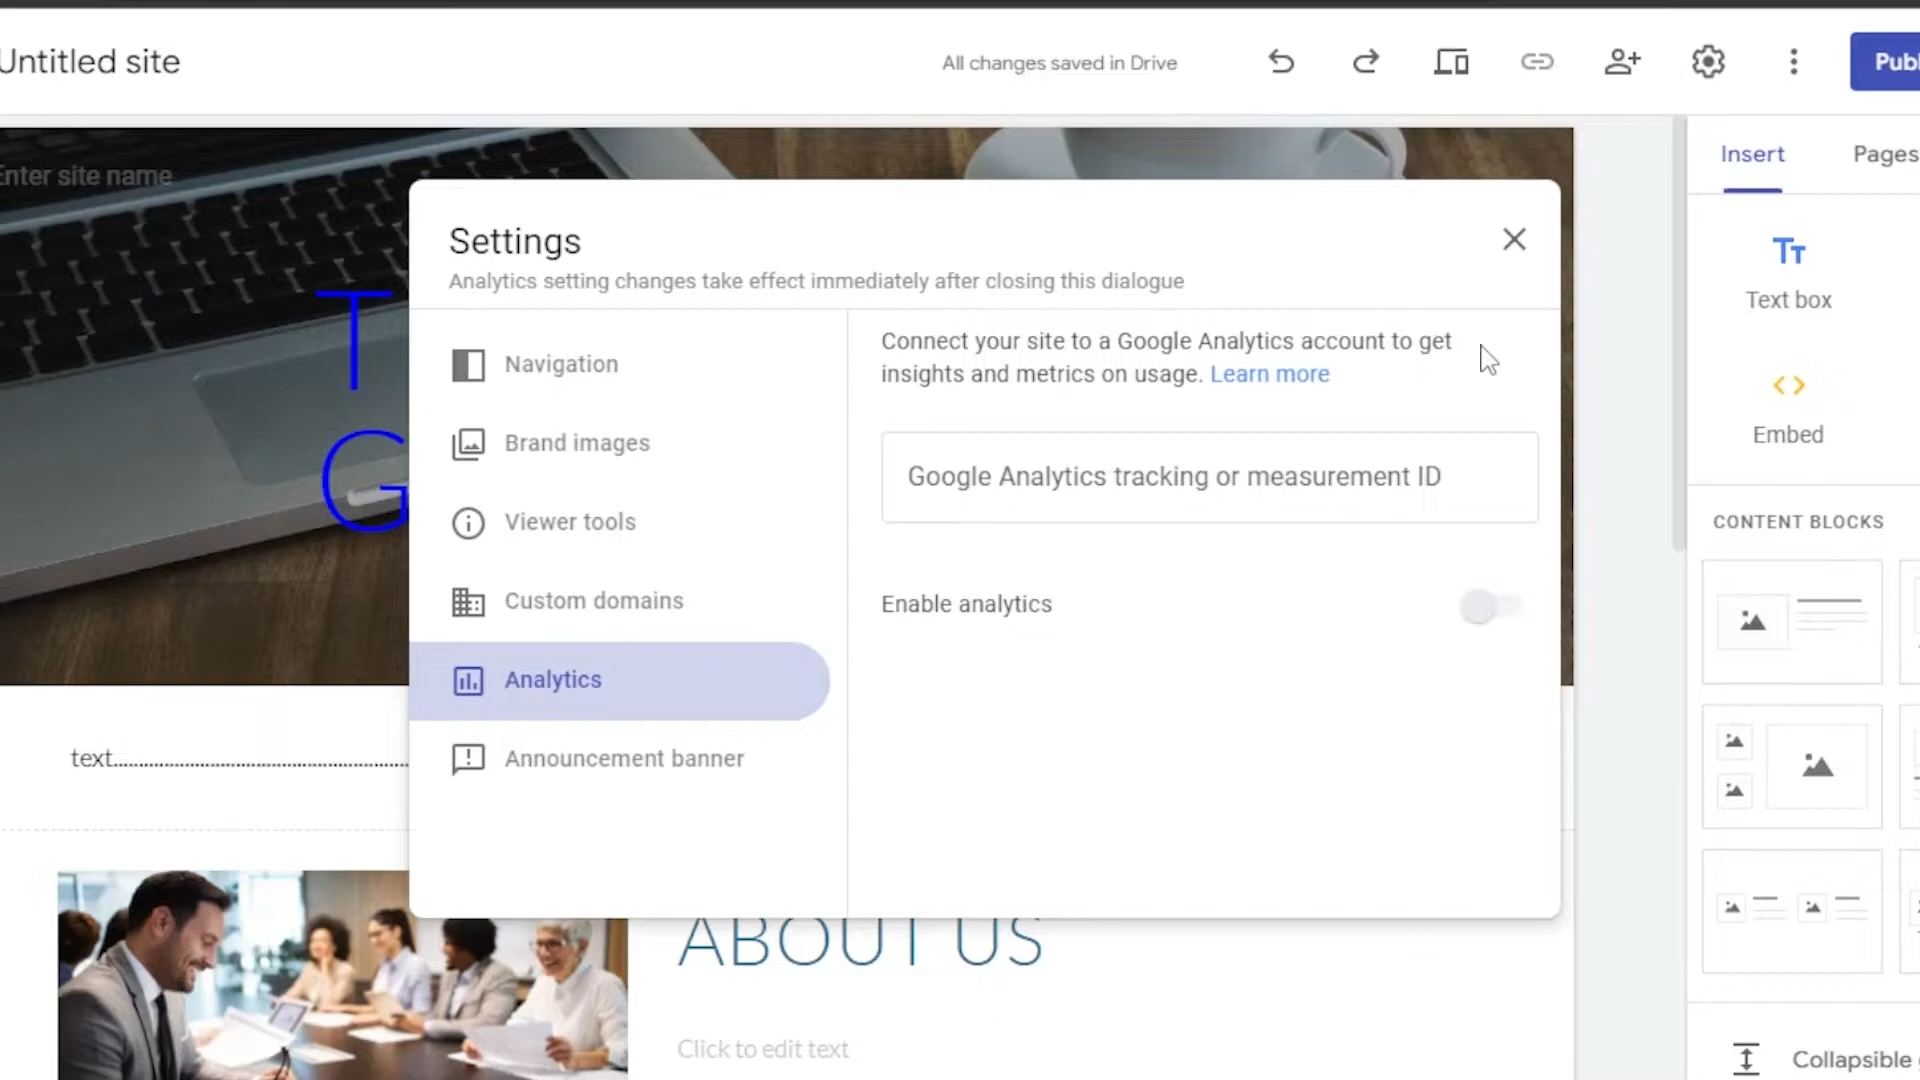 Untitled site
All changes saved in Drive
Publ
Insert
Pages
Enter site name
Settings
Analytics setting changes take effect immediately after closing this dialogue
T
G
Navigation
Brand images
Viewer tools
Custom domains
Analytics
Announcement banner
Connect your site to a Google Analytics account to get
insights and metrics on usage. Learn more
Google Analytics tracking or measurement ID
Enable analytics
Tт Text box
Embed
CONTENT BLOCKS
Collapsible g
text..........................................................................
ABOUT US
Click to edit text